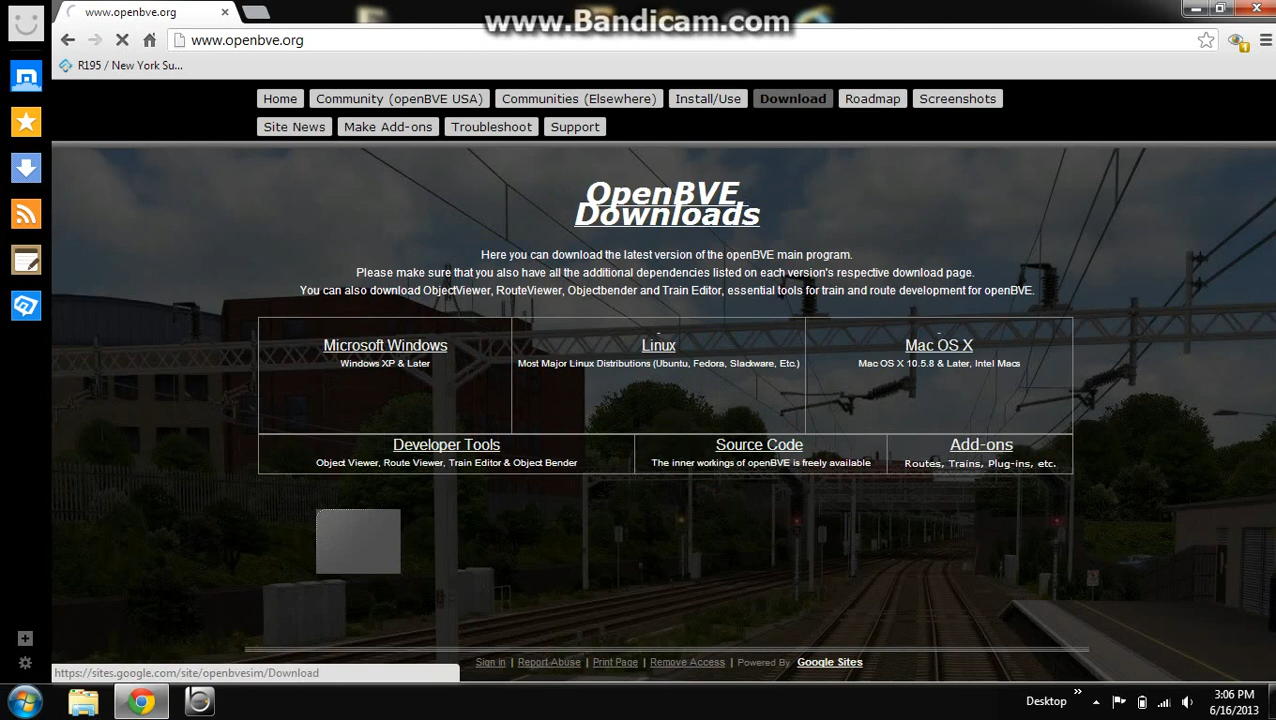 www.openbve.org
www.Bandicam.com
www.openbve.org
R195 / New York Su...
Home
Community (openBVE USA)
Communities (Elsewhere)
Install/Use
Download
Roadmap
Screenshots
Site News
Make Add-ons
Troubleshoot
Support
OpenBVE
Downloads
Here you can download the latest version of the openBVE main program.
Please make sure that you also have all the additional dependencies listed on each version's respective download page.
You can also download ObjectViewer, RouteViewer, Objectbender and Train Editor, essential tools for train and route development for openBVE.
Microsoft Windows
Windows XP & Later
Linux
Most Major Linux Distributions (Ubuntu, Fedora, Slackware, Etc.)
Mac OS X
Mac OS X 10.5.8 & Later, Intel Macs
Developer Tools
Object Viewer, Route Viewer, Train Editor & Object Bender
Source Code
The inner workings of openBVE is freely available
Add-ons
Routes, Trains, Plug-ins, etc.
Sign in | Report Abuse | Print Page | Remove Access | Powered By Google Sites
https://sites.google.com/site/openbvesim/Download
Desktop
3:06 PM
6/16/2013